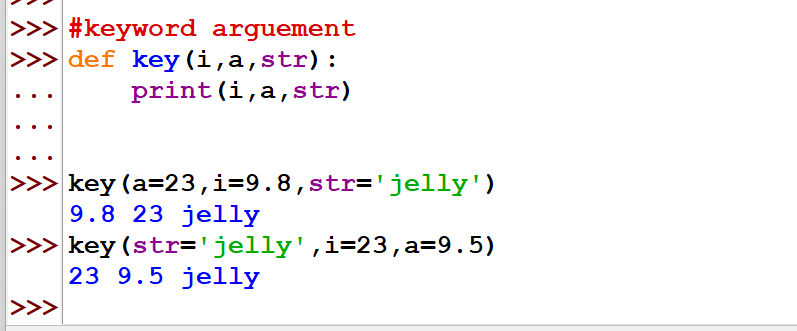 >>> #keyword arguement
>>> def key(i,a,str):
...     print(i,a,str)
...
...
>>> key(a=23,i=9.8,str='jelly')
9.8 23 jelly
>>> key(str='jelly',i=23,a=9.5)
23 9.5 jelly
>>>